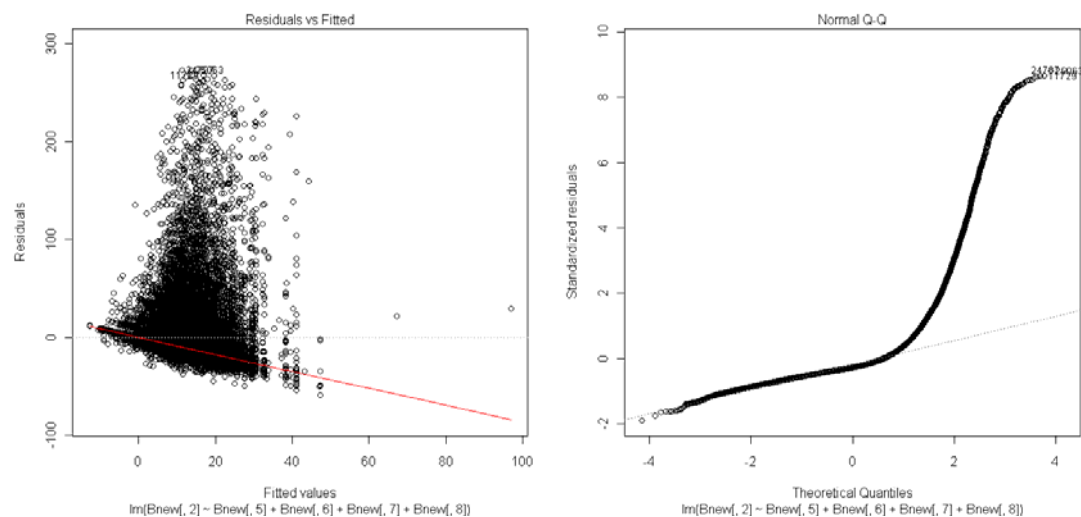 Residuals vs Fitted
Residuals
300
200
100
0
-100
0
20
40
60
80
100
Fitted values
lm(Bnew[, 2] ~ Bnew[, 5] + Bnew[, 6] + Bnew[, 7] + Bnew[, 8])
Normal Q-Q
Standardized residuals
10
8
6
4
2
0
-2
-4
-2
0
2
4
Theoretical Quantiles
lm(Bnew[, 2] ~ Bnew[, 5] + Bnew[, 6] + Bnew[, 7] + Bnew[, 8])